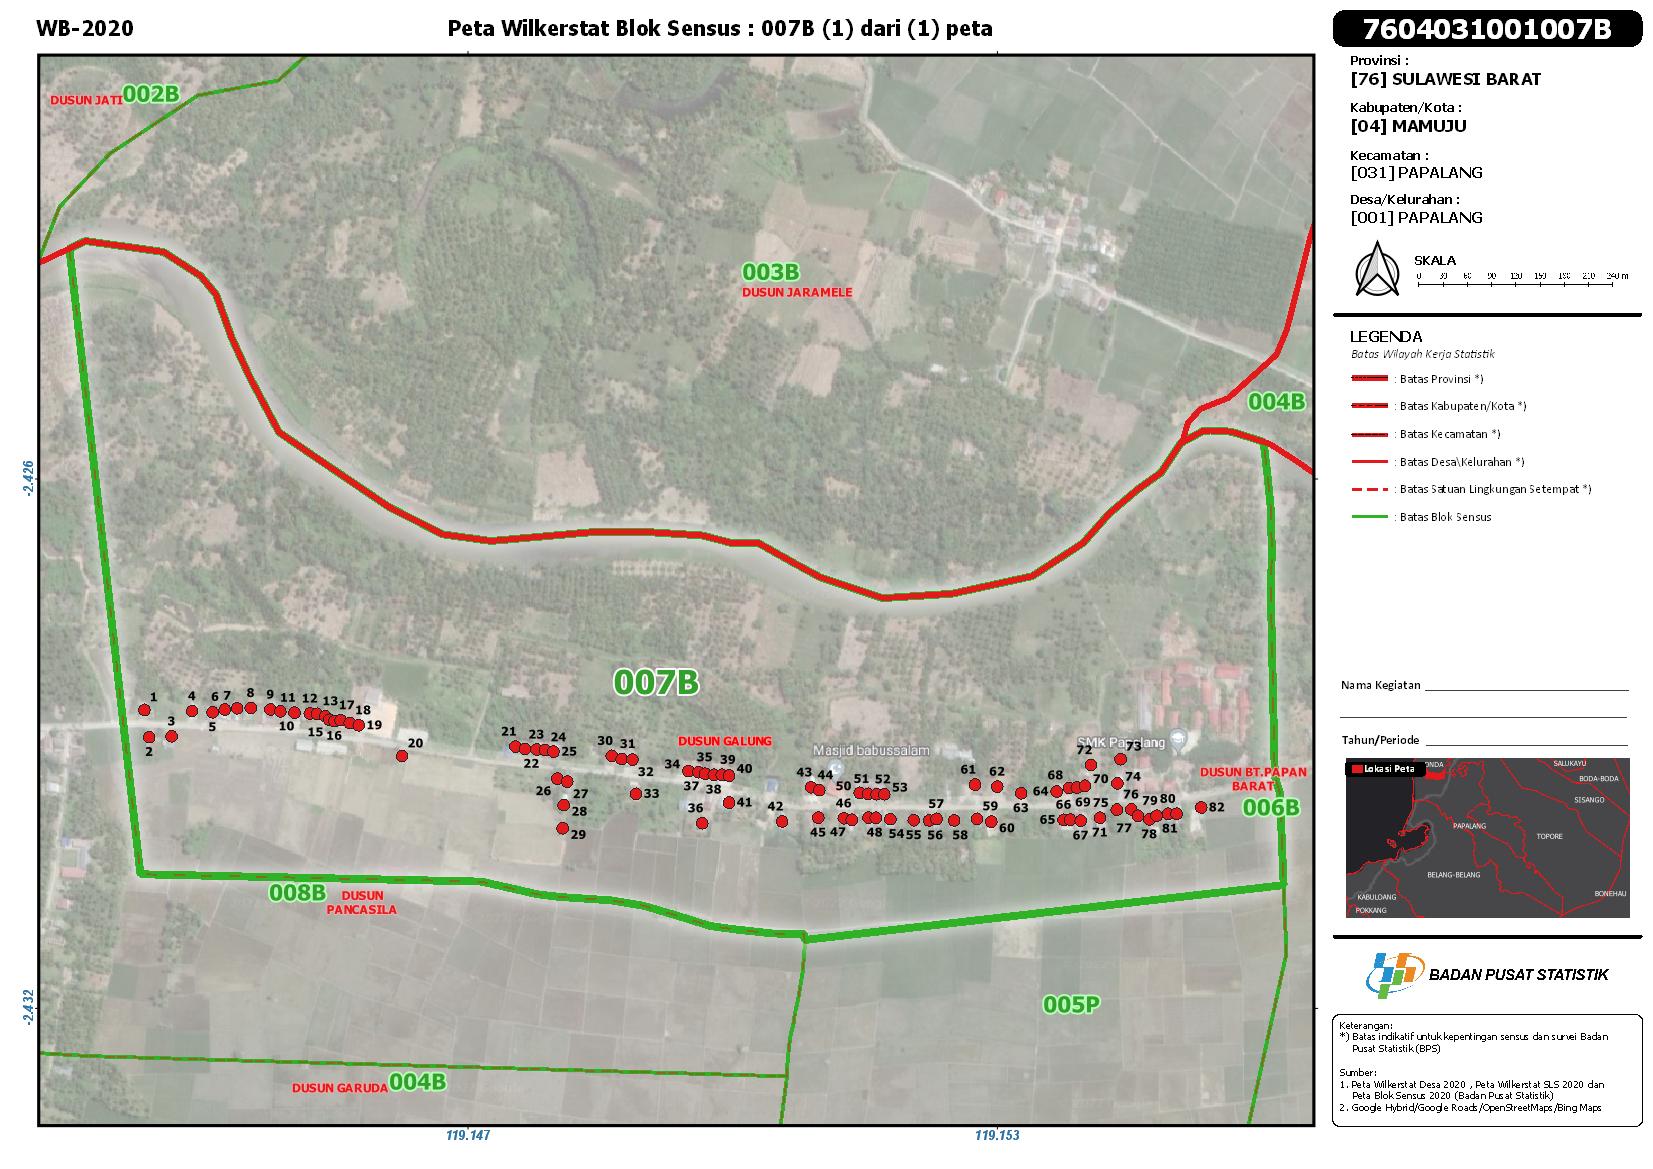 WB-2020
Peta Wilkerstat Blok Sensus : 007B (1) dari (1) peta
7604031001007B
Provinsi :
[76] SULAWESI BARAT
Kabupaten/Kota :
[04] MAMUJU
Kecamatan :
[031] PAPALANG
Desa/Kelurahan :
[001] PAPALANG
SKALA
0 30 60 90 120 150 180 210 240 m
LEGENDA
Batas Wilayah Kerja Statistik
: Batas Provinsi *)
: Batas Kabupaten/Kota *)
: Batas Kecamatan *)
: Batas Desa\Kelurahan *)
: Batas Satuan Lingkungan Setempat *)
: Batas Blok Sensus
Nama Kegiatan
Tahun/Periode
Lokasi Peta
ONDA
SALUKAYU
BODA-BODA
SISANGO
PAPALANG
TOPORE
BELANG-BELANG
BONEHAU
KABULOANG
POKKANG
BADAN PUSAT STATISTIK
Keterangan:
*) Batas indikatif untuk kepentingan sensus dan survei Badan
Pusat Statistik (BPS)
Sumber:
1. Peta Wilkerstat Desa 2020 , Peta Wilkerstat SLS 2020 dan
Peta Blok Sensus 2020 (Badan Pusat Statistik)
2. Google Hybrid/Google Roads/OpenStreetMaps/Bing Maps
DUSUN JATI 002B
003B
DUSUN JARAMELE
004B
-2.426
007B
1 4 6 7 8 9 11 12 13 17 18
3 5 10 15 16 19
2
20
21 23 24
22 25
26 27
28
29
30 31
32
33
DUSUN GALUNG
34 35 39
40
37 38
36 41
42
Masjid babussalam
43 44 50 51 52 53
46
45 47 48 54 55 56 57 58
61 62
59 60 63
SMK Papalang
72 73
64 68 70 74
66 69 75 76 79 80
65 67 71 77 78 81 82
DUSUN BT.PAPAN
BARAT
006B
008B
DUSUN
PANCASILA
-2.432
005P
DUSUN GARUDA 004B
119.147
119.153